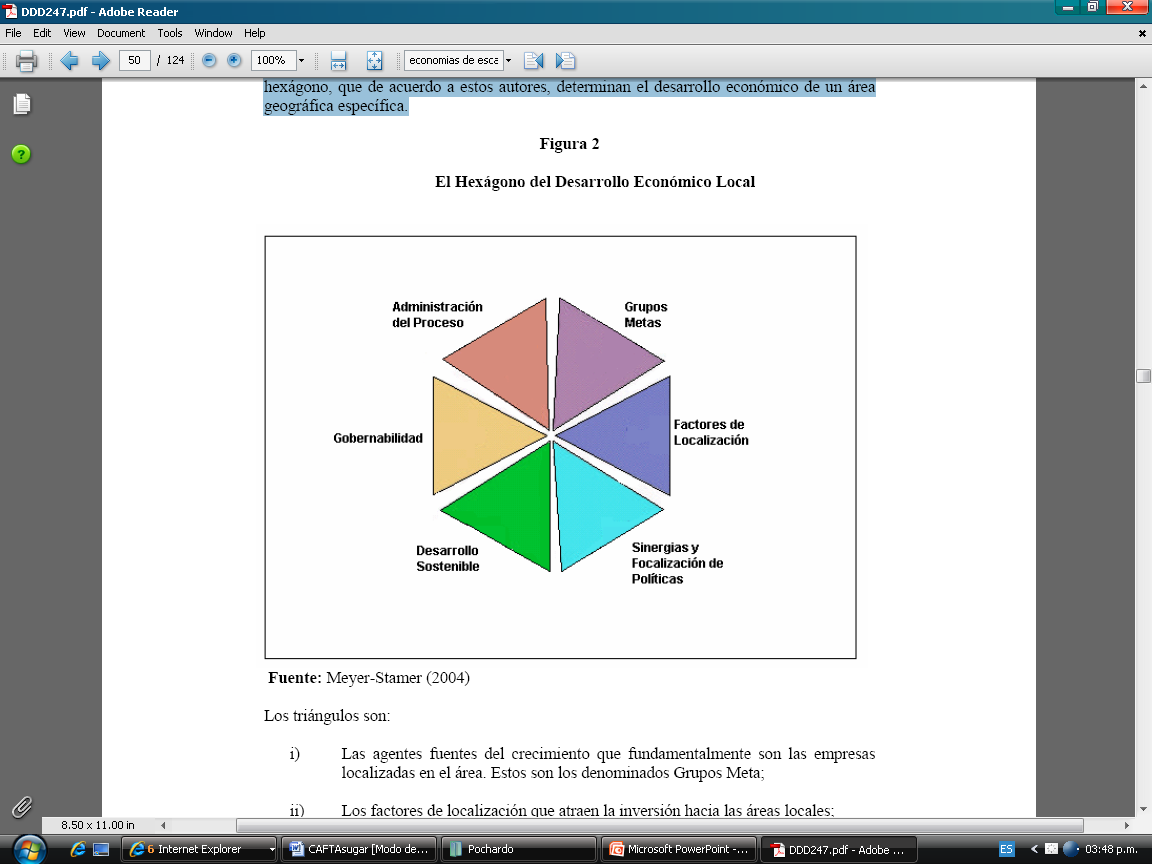 DDD247.pdf - Adobe Reader
File Edit View Document Tools Window Help
50 / 124 100% economias de esca
hexágono, que de acuerdo a estos autores, determinan el desarrollo económico de un área
geográfica específica.
Figura 2
El Hexágono del Desarrollo Económico Local
Administración
del Proceso
Grupos
Metas
Factores de
Localización
Gobernabilidad
Desarrollo
Sostenible
Sinergias y
Focalización de
Políticas
Fuente: Meyer-Stamer (2004)
Los triángulos son:
i) Las agentes fuentes del crecimiento que fundamentalmente son las empresas
localizadas en el área. Estos son los denominados Grupos Meta;
ii) Los factores de localización que atraen la inversión hacia las áreas locales;
8.50 x 11.00 in
6 Internet Explorer CAFTAsugar [Modo de... Pochardo Microsoft PowerPoint -... DDD247.pdf - Adobe ... ES 03:48 p.m.